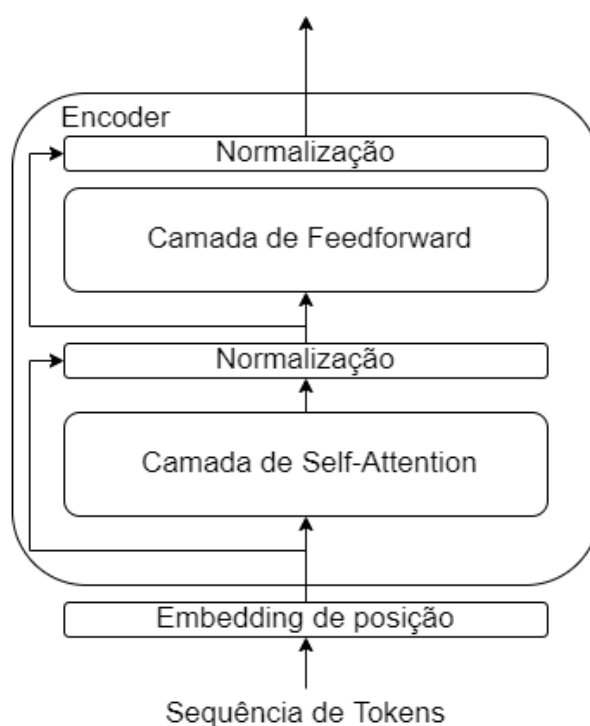 Encoder
Normalização
Camada de Feedforward
Normalização
Camada de Self-Attention
Embedding de posição
Sequência de Tokens